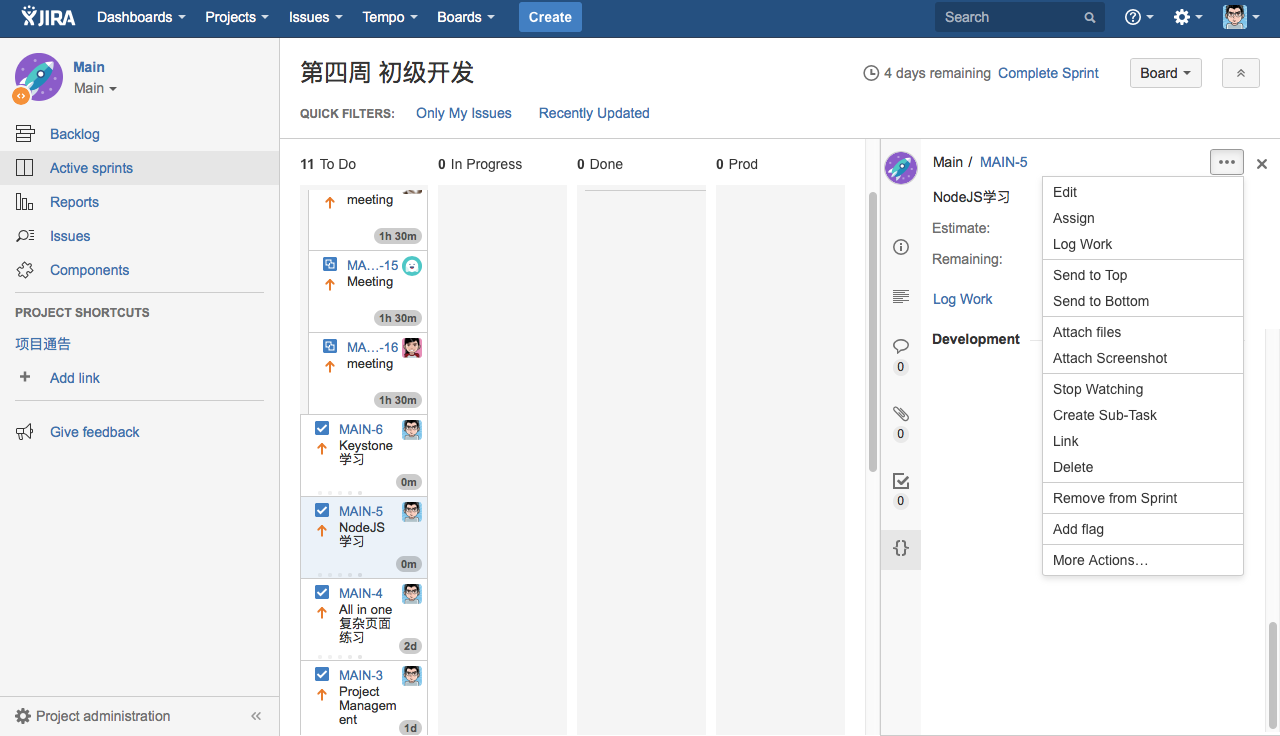 JIRA Dashboards Projects Issues Tempo Boards Create Search
Main
Main
Backlog
Active sprints
Reports
Issues
Components
PROJECT SHORTCUTS
项目通告
Add link
Give feedback
Project administration
第四周 初级开发
4 days remaining Complete Sprint Board
QUICK FILTERS: Only My Issues Recently Updated
11 To Do 0 In Progress 0 Done 0 Prod
meeting
1h 30m
MA…-15
Meeting
1h 30m
MA…-16
meeting
1h 30m
MAIN-6
Keystone
学习
0m
MAIN-5
NodeJS
学习
0m
MAIN-4
All in one
复杂页面
练习
2d
MAIN-3
Project
Managem
ent
1d
Main / MAIN-5
NodeJS学习
Estimate:
Remaining:
Log Work
Development
0
0
0
Edit
Assign
Log Work
Send to Top
Send to Bottom
Attach files
Attach Screenshot
Stop Watching
Create Sub-Task
Link
Delete
Remove from Sprint
Add flag
More Actions…